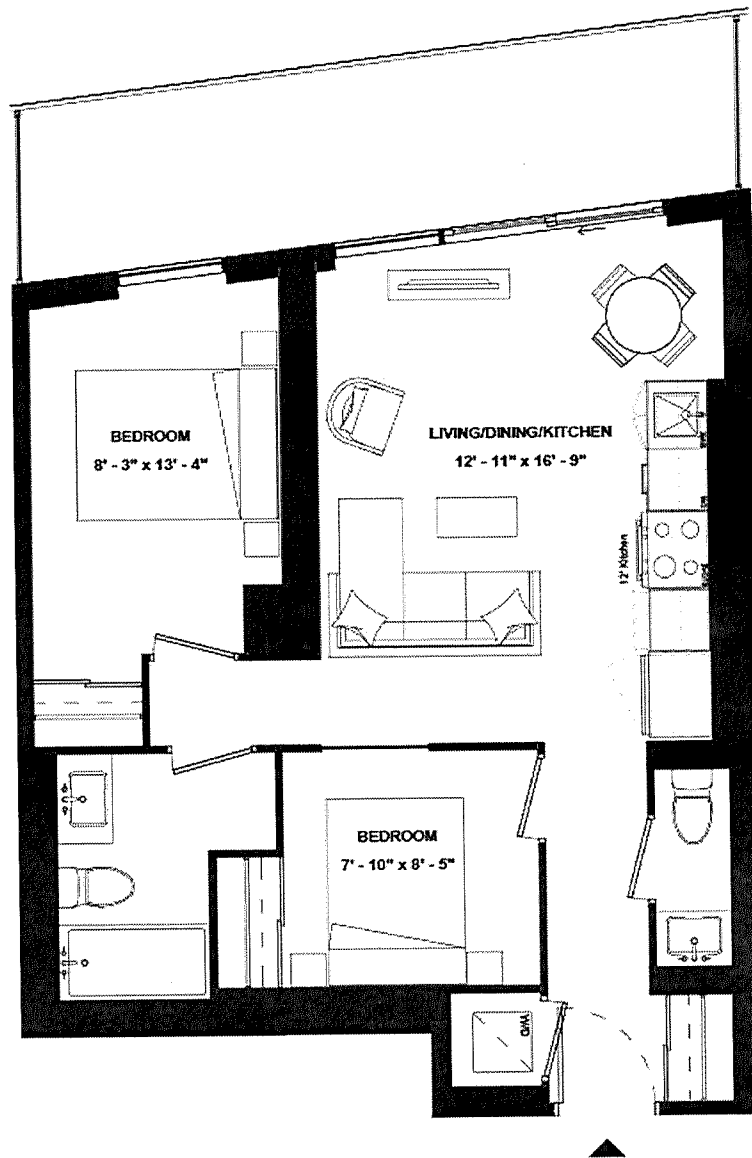 BEDROOM
8' - 3" x 13' - 4"
LIVING/DINING/KITCHEN
12' - 11" x 16' - 9"
12' Kitchen
BEDROOM
7' - 10" x 8' - 5"